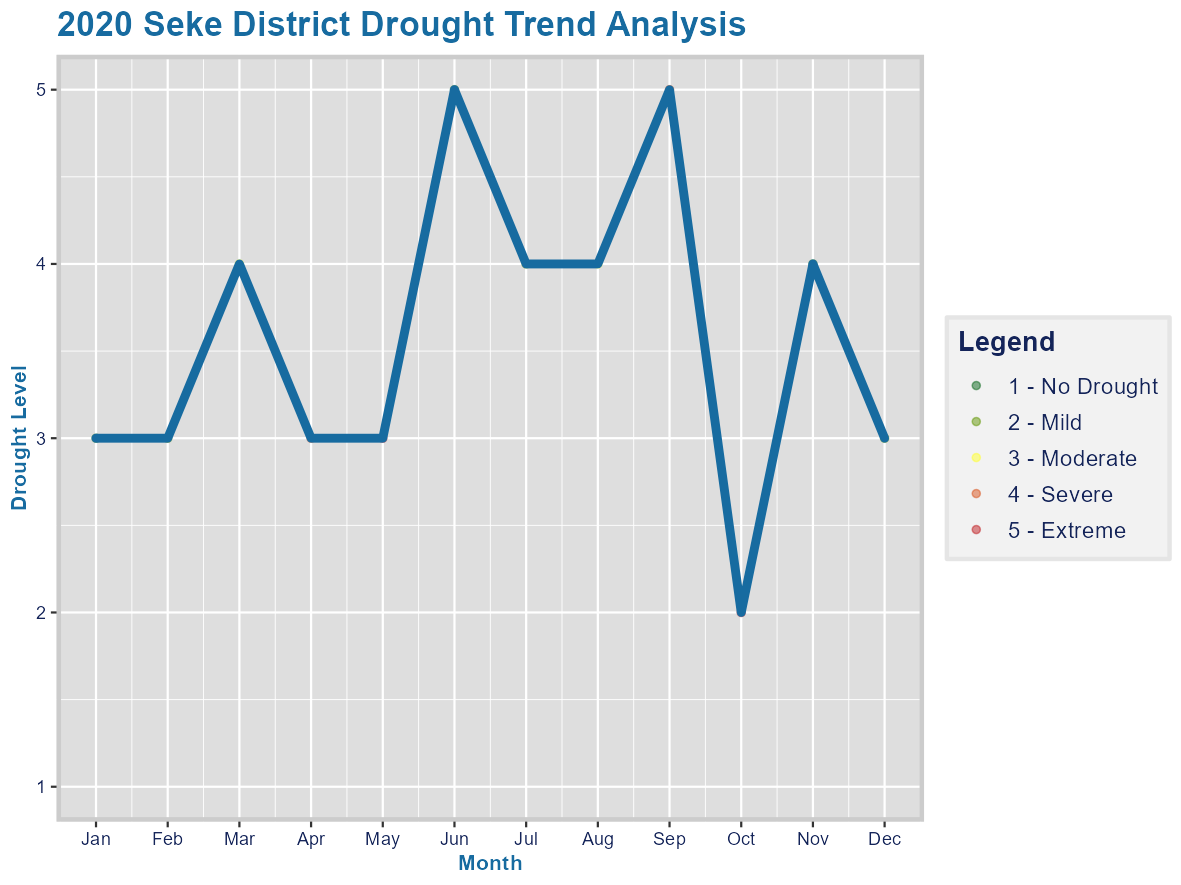 2020 Seke District Drought Trend Analysis
Drought Level
5
4
3
2
1
Jan Feb Mar Apr May Jun Jul Aug Sep Oct Nov Dec
Month
Legend
1 - No Drought
2 - Mild
3 - Moderate
4 - Severe
5 - Extreme